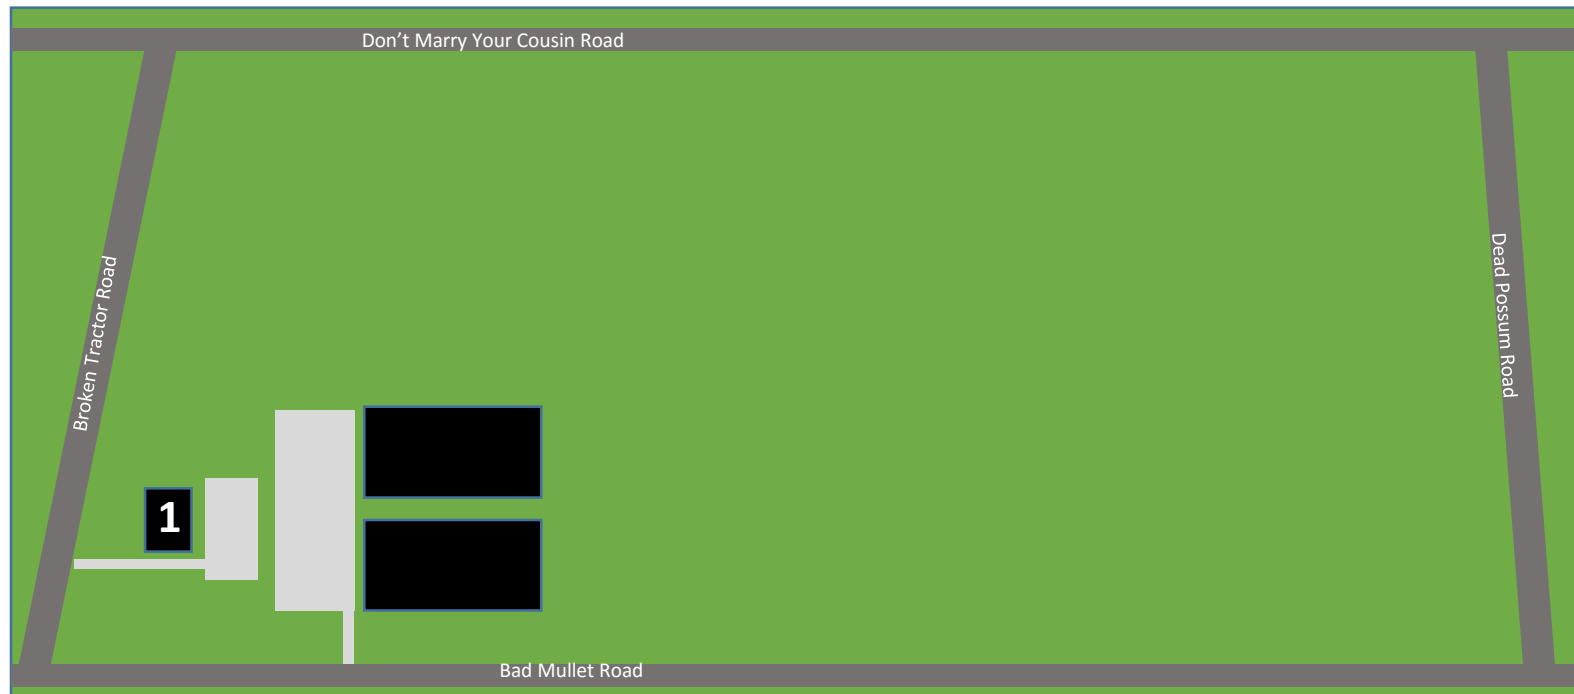 Don’t Marry Your Cousin Road
Broken Tractor Road
Dead Possum Road
1
Bad Mullet Road